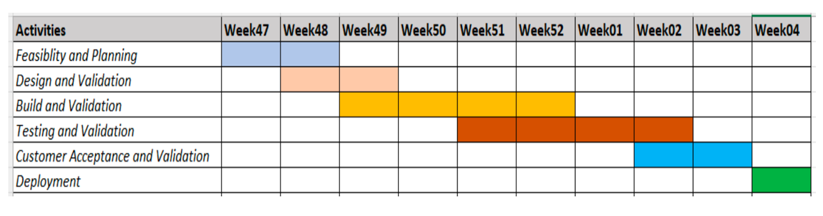 Activities Week47 Week48 Week49 Week50 Week51 Week52 Week01 Week02 Week03 Week04
Feasiblity and Planning
Design and Validation
Build and Validation
Testing and Validation
Customer Acceptance and Validation
Deployment